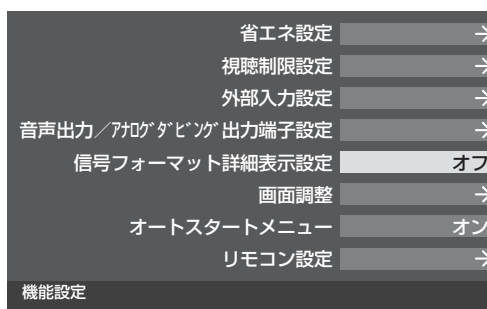 省エネ設定 →
視聴制限設定 →
外部入力設定 →
音声出力／ｱﾅﾛｸﾞﾀﾞﾋﾞﾝｸﾞ出力端子設定 →
信号フォーマット詳細表示設定 オフ
画面調整 →
オートスタートメニュー オン
リモコン設定 →
機能設定